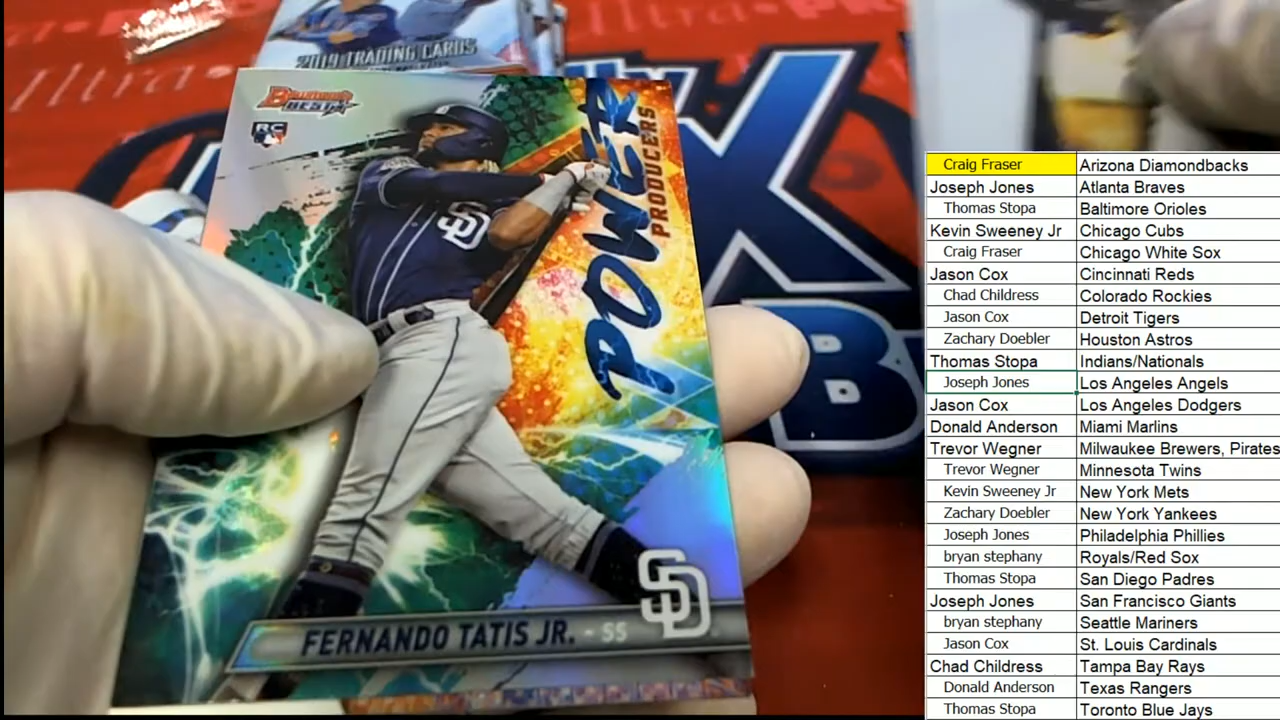 2019 TRADING CARDS
BOWMAN'S BEST
RC
POWER
PRODUCERS
SD
SD
FERNANDO TATIS JR. - SS
Craig Fraser Arizona Diamondbacks
Joseph Jones Atlanta Braves
Thomas Stopa Baltimore Orioles
Kevin Sweeney Jr Chicago Cubs
Craig Fraser Chicago White Sox
Jason Cox Cincinnati Reds
Chad Childress Colorado Rockies
Jason Cox Detroit Tigers
Zachary Doebler Houston Astros
Thomas Stopa Indians/Nationals
Joseph Jones Los Angeles Angels
Jason Cox Los Angeles Dodgers
Donald Anderson Miami Marlins
Trevor Wegner Milwaukee Brewers, Pirates
Trevor Wegner Minnesota Twins
Kevin Sweeney Jr New York Mets
Zachary Doebler New York Yankees
Joseph Jones Philadelphia Phillies
bryan stephany Royals/Red Sox
Thomas Stopa San Diego Padres
Joseph Jones San Francisco Giants
bryan stephany Seattle Mariners
Jason Cox St. Louis Cardinals
Chad Childress Tampa Bay Rays
Donald Anderson Texas Rangers
Thomas Stopa Toronto Blue Jays